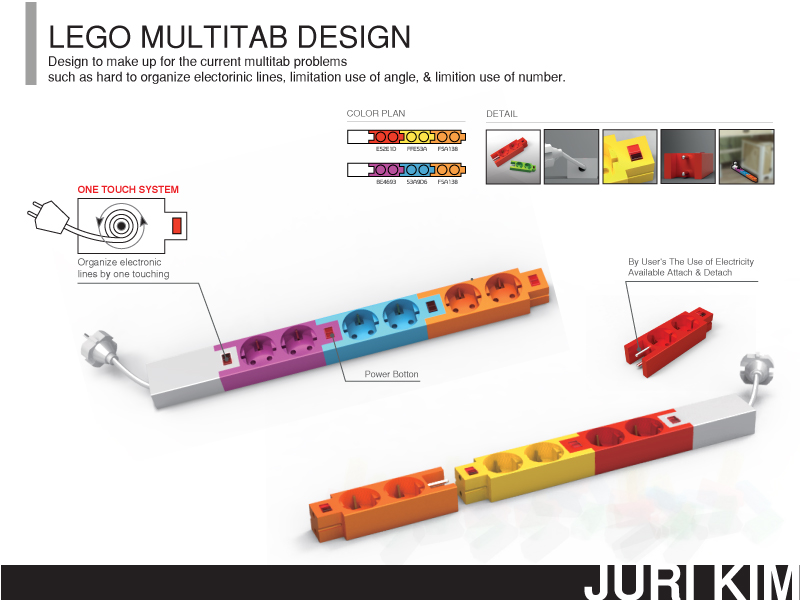 LEGO MULTITAB DESIGN
Design to make up for the current multitab problems
such as hard to organize electorinic lines, limitation use of angle, & limition use of number.
COLOR PLAN
DETAIL
E52E1D FFE53A F5A13B
BE4693 53A9D6 F5A13B
ONE TOUCH SYSTEM
Organize electronic
lines by one touching
By User's The Use of Electricity
Available Attach & Detach
Power Botton
JURI KIM